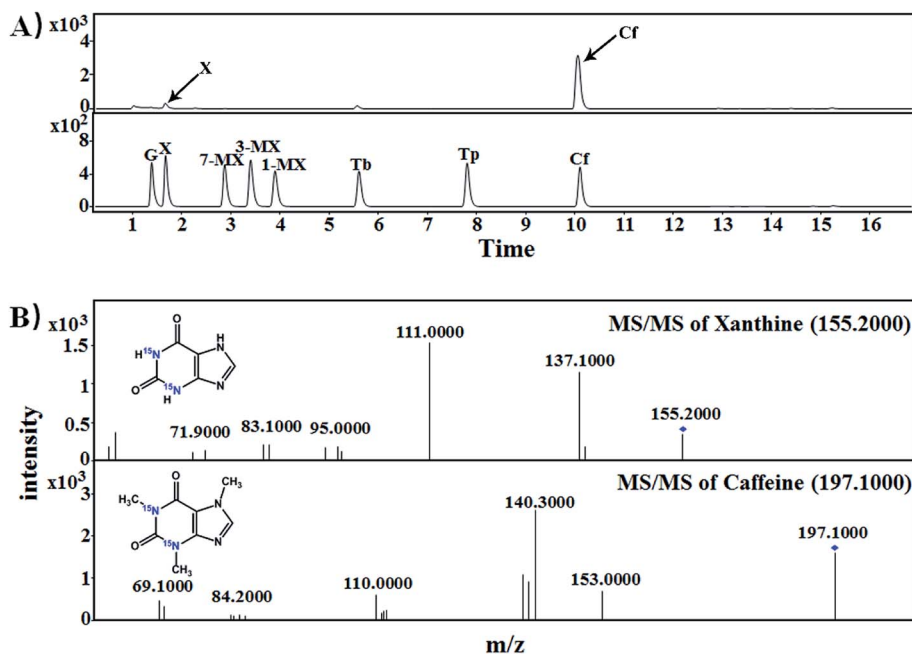 A)
x10³
4
2
0
X
Cf
x10²
8
4
0
G X 7-MX 3-MX 1-MX Tb Tp Cf
1 2 3 4 5 6 7 8 9 10 11 12 13 14 15 16
Time
B)
x10³
MS/MS of Xanthine (155.2000)
1.5
1
0.5
0
O
H
N
H
15N
O
15N
H
N
71.9000
83.1000
95.0000
111.0000
137.1000
155.2000
intensity
x10³
MS/MS of Caffeine (197.1000)
3
2
1
0
O
CH₃
N
H₃C
15N
O
15N
N
CH₃
69.1000
84.2000
110.0000
140.3000
153.0000
197.1000
m/z